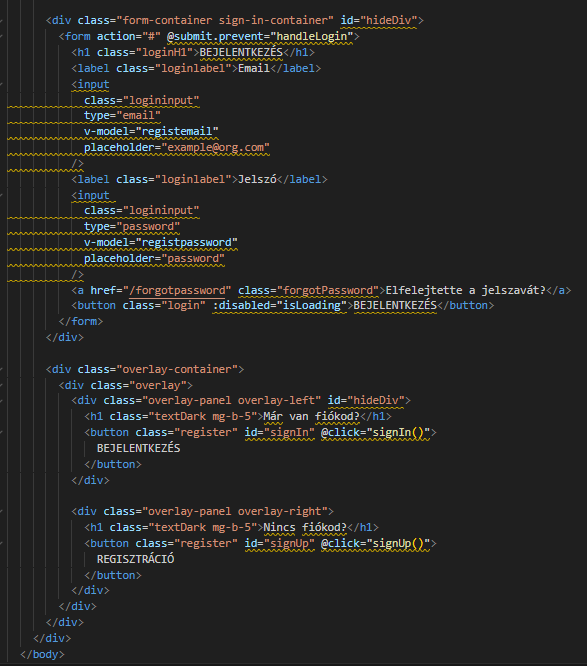 <div class="form-container sign-in-container" id="hideDiv">
<form action="#" @submit.prevent="handleLogin">
<h1 class="loginH1">BEJELENTKEZÉS</h1>
<label class="loginlabel">Email</label>
<input
class="logininput"
type="email"
v-model="registemail"
placeholder="example@org.com"
/>
<label class="loginlabel">Jelszó</label>
<input
class="logininput"
type="password"
v-model="registpassword"
placeholder="password"
/>
<a href="/forgotpassword" class="forgotPassword">Elfelejtette a jelszavát?</a>
<button class="login" :disabled="isLoading">BEJELENTKEZÉS</button>
</form>
</div>
<div class="overlay-container">
<div class="overlay">
<div class="overlay-panel overlay-left" id="hideDiv">
<h1 class="textDark mg-b-5">Már van fiókod?</h1>
<button class="register" id="signIn" @click="signIn()">
BEJELENTKEZÉS
</button>
</div>
<div class="overlay-panel overlay-right">
<h1 class="textDark mg-b-5">Nincs fiókod?</h1>
<button class="register" id="signUp" @click="signUp()">
REGISZTRÁCIÓ
</button>
</div>
</div>
</div>
</div>
</body>